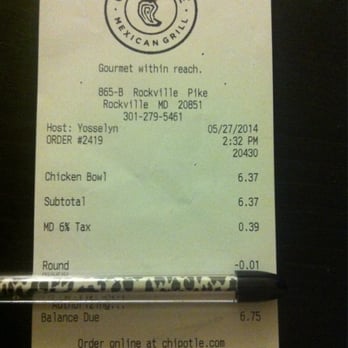 MEXICAN GRILL
Gourmet within reach.
865-B Rockville Pike
Rockville MD 20851
301-279-5461
Host: Yosselyn 05/27/2014
ORDER #2419 2:32 PM
20430
Chicken Bowl 6.37
Subtotal 6.37
MD 6% Tax 0.39
Round -0.01
Balance Due 6.75
Order online at chipotle.com